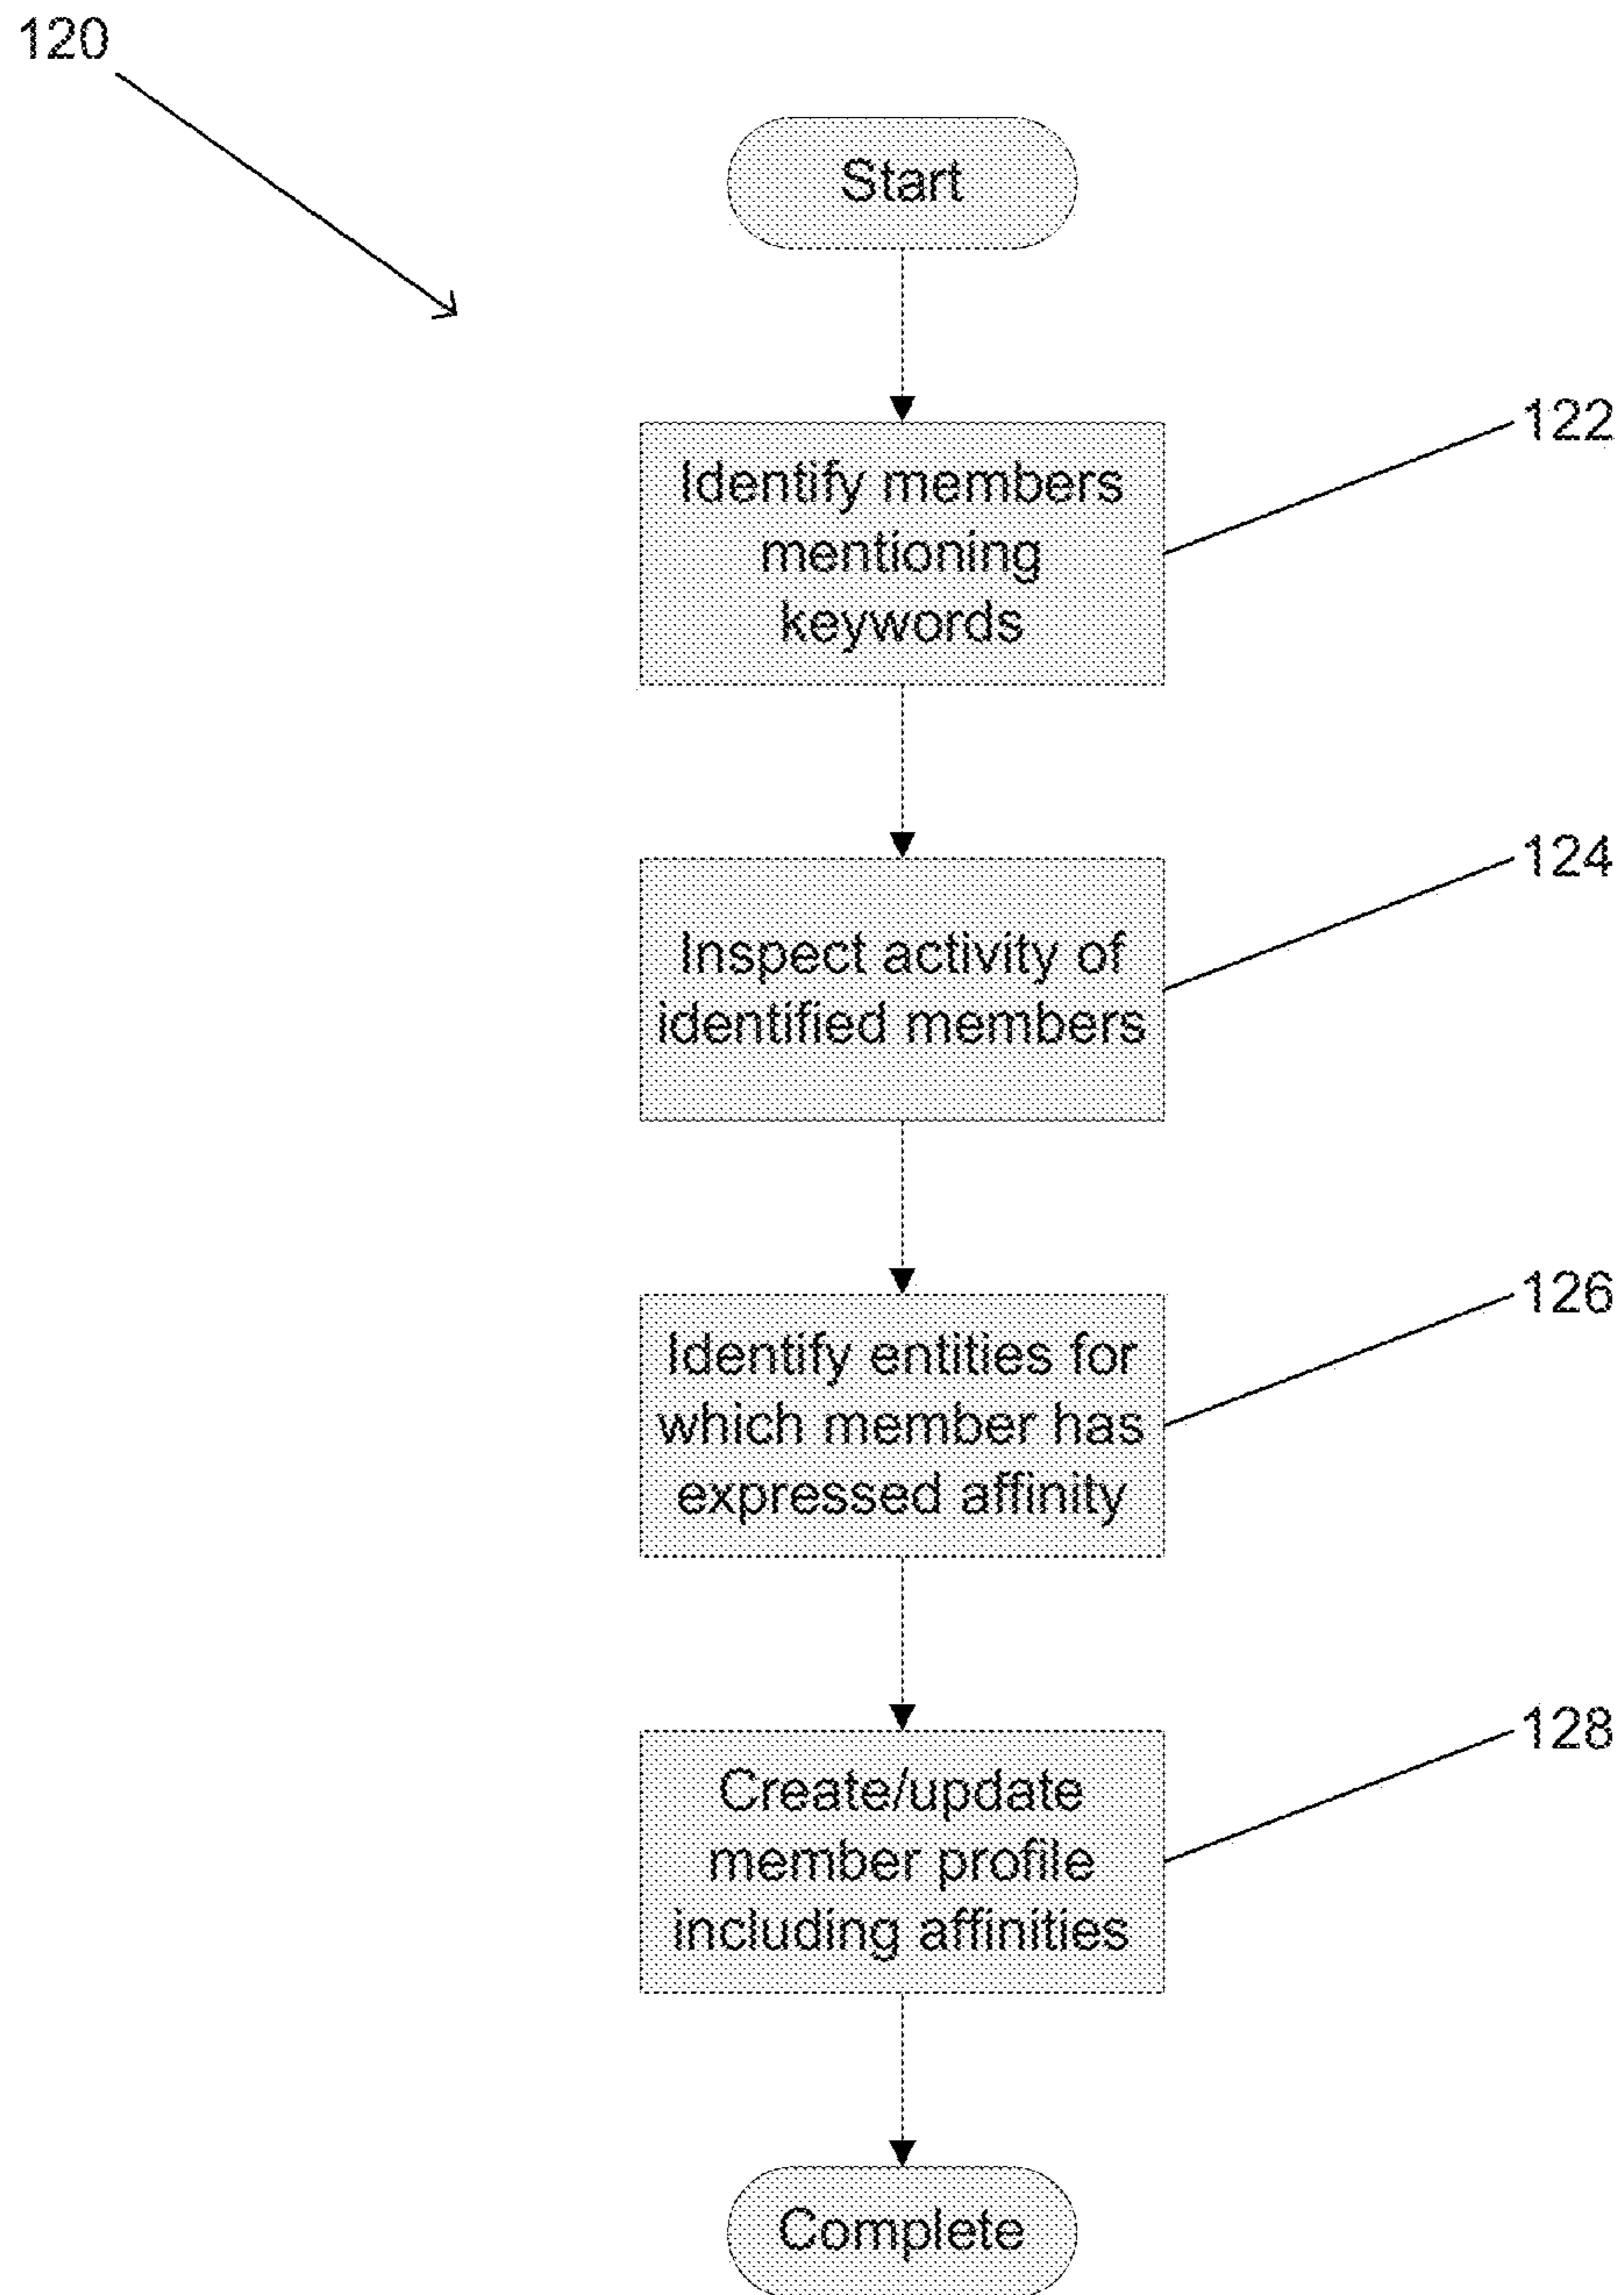 120
Start
Identify members
mentioning
keywords
122
Inspect activity of
identified members
124
Identify entities for
which member has
expressed affinity
126
Create/update
member profile
including affinities
128
Complete